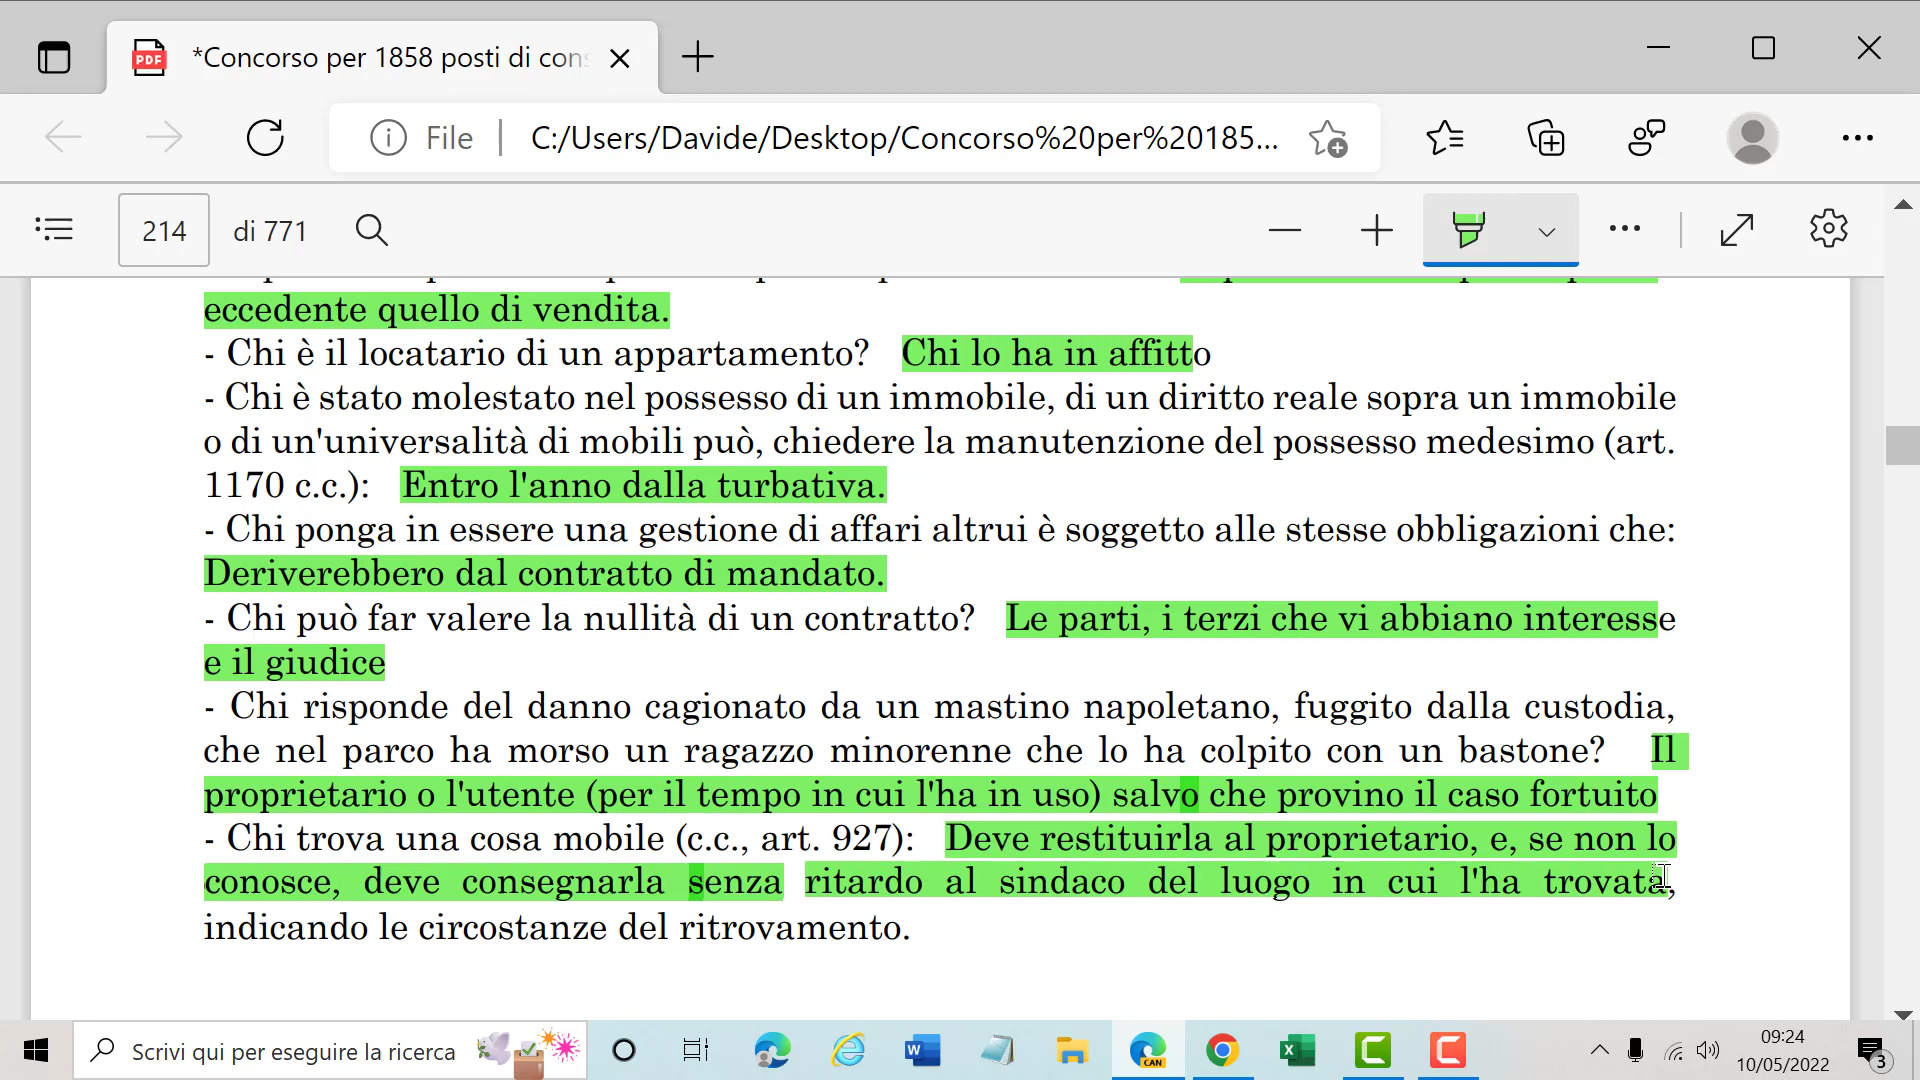 *Concorso per 1858 posti di con
File
C:/Users/Davide/Desktop/Concorso%20per%20185...
214 di 771
eccedente quello di vendita.
- Chi è il locatario di un appartamento? Chi lo ha in affitto
- Chi è stato molestato nel possesso di un immobile, di un diritto reale sopra un immobile
o di un'universalità di mobili può, chiedere la manutenzione del possesso medesimo (art.
1170 c.c.): Entro l'anno dalla turbativa.
- Chi ponga in essere una gestione di affari altrui è soggetto alle stesse obbligazioni che:
Deriverebbero dal contratto di mandato.
- Chi può far valere la nullità di un contratto? Le parti, i terzi che vi abbiano interesse
e il giudice
- Chi risponde del danno cagionato da un mastino napoletano, fuggito dalla custodia,
che nel parco ha morso un ragazzo minorenne che lo ha colpito con un bastone? Il
proprietario o l'utente (per il tempo in cui l'ha in uso) salvo che provino il caso fortuito
- Chi trova una cosa mobile (c.c., art. 927): Deve restituirla al proprietario, e, se non lo
conosce, deve consegnarla senza ritardo al sindaco del luogo in cui l'ha trovata,
indicando le circostanze del ritrovamento.
Scrivi qui per eseguire la ricerca
09:24
10/05/2022
3